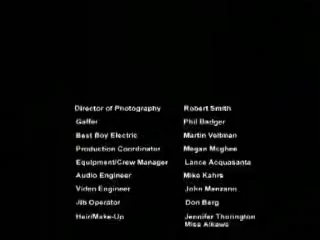 Director of Photography Robert Smith
Gaffer Phil Badger
Best Boy Electric Martin Veltman
Production Coordinator Megan Mcghee
Equipment/Crew Manager Lance Acquasanta
Audio Engineer Mike Kahrs
Video Engineer John Manzano
Jib Operator Don Barg
Hair/Make-Up Jennifer Thorington
Misa Aikawa